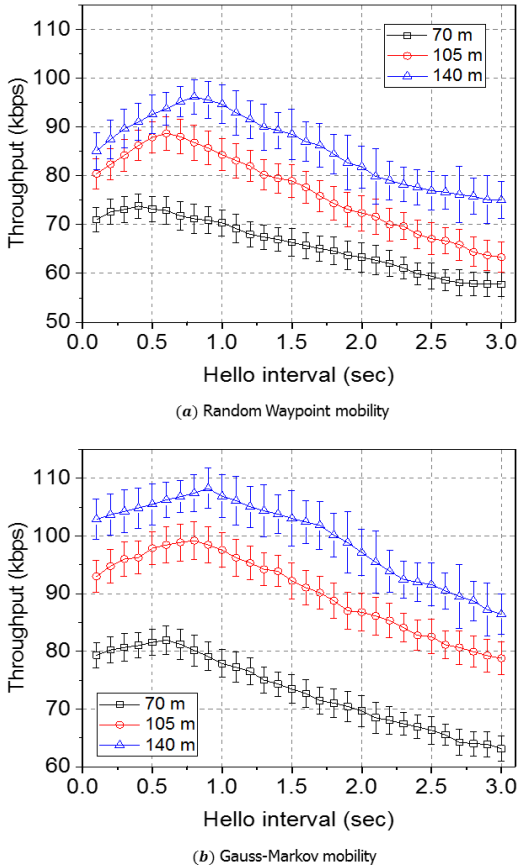 110
100
90
80
70
60
50
Throughput (kbps)
70 m
105 m
140 m
0.0 0.5 1.0 1.5 2.0 2.5 3.0
Hello interval (sec)
(a) Random Waypoint mobility
110
100
90
80
70
60
Throughput (kbps)
70 m
105 m
140 m
0.0 0.5 1.0 1.5 2.0 2.5 3.0
Hello interval (sec)
(b) Gauss-Markov mobility